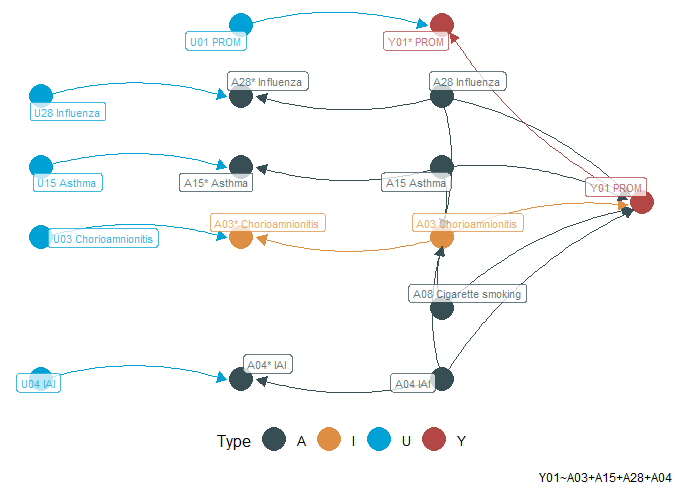 U01 PROM
Y01* PROM
A28* Influenza
A28 Influenza
U28 Influenza
U15 Asthma
A15* Asthma
A15 Asthma
Y01 PROM
A03* Chorioamnionitis
A03 Chorioamnionitis
U03 Chorioamnionitis
A08 Cigarette smoking
A04* IAI
U04 IAI
A04 IAI
Type A I U Y
Y01~A03+A15+A28+A04